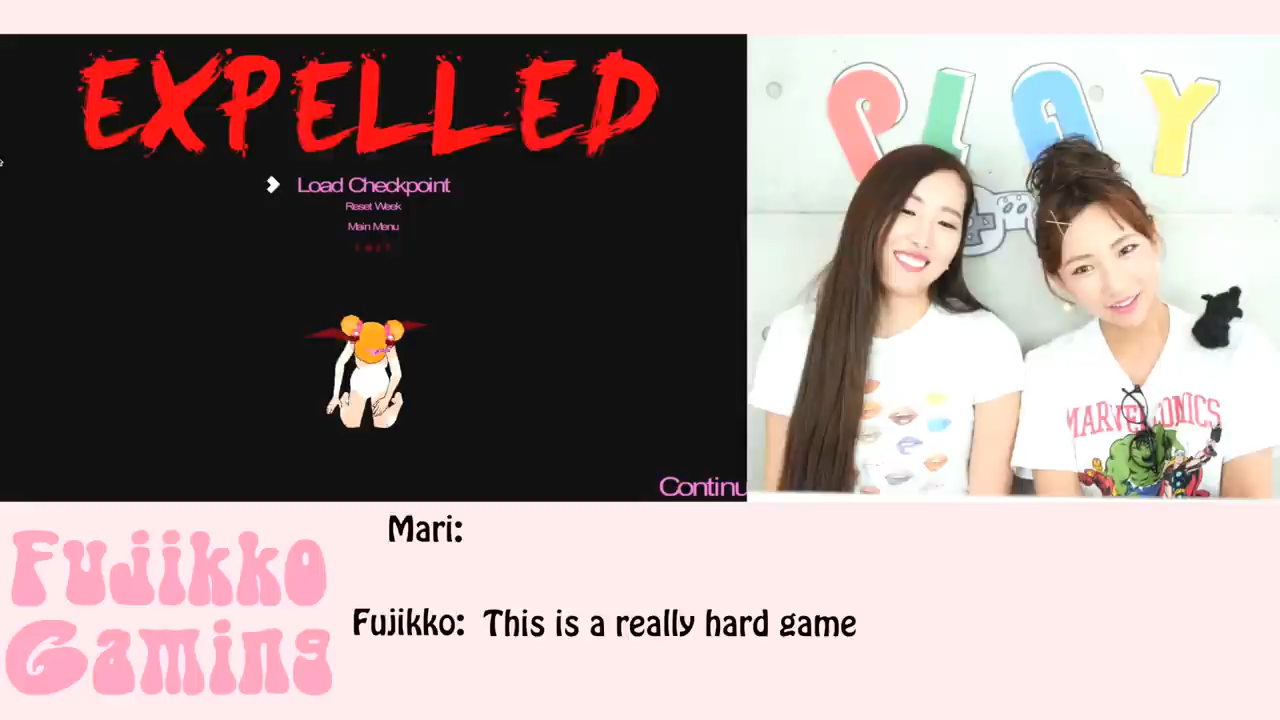 EXPELLED
Load Checkpoint
Reset Week
Main Menu
Continu
PLAY
MARVEL COMICS
Mari:
Fujikko: This is a really hard game
Fujikko
Gaming